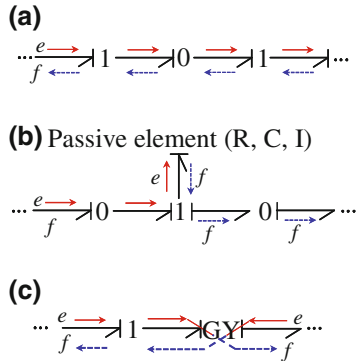 (a)
... e f 1 0 1 ...
(b) Passive element (R, C, I)
e f
... e f 0 1 f 0 f ...
(c)
... e f 1 GY e f ...